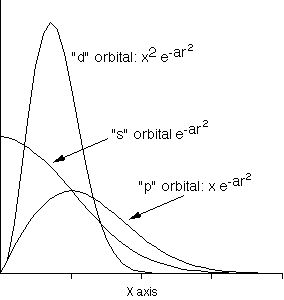 "d" orbital: x² e^-ar²
"s" orbital e^-ar²
"p" orbital: x e^-ar²
X axis